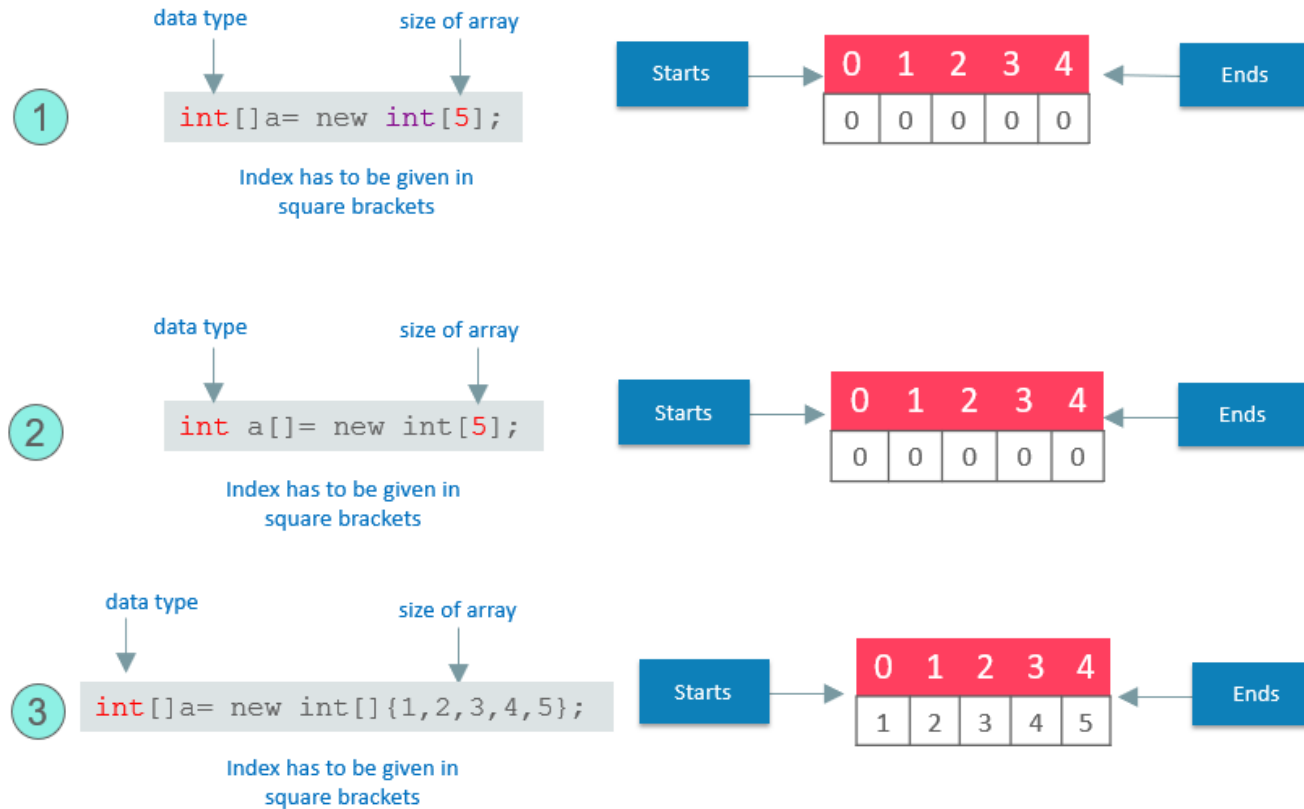 data type
size of array
1
int[]a= new int[5];
Index has to be given in
square brackets
Starts
0 1 2 3 4
0 0 0 0 0
Ends
data type
size of array
2
int a[]= new int[5];
Index has to be given in
square brackets
Starts
0 1 2 3 4
0 0 0 0 0
Ends
data type
size of array
3
int[]a= new int[]{1,2,3,4,5};
Index has to be given in
square brackets
Starts
0 1 2 3 4
1 2 3 4 5
Ends